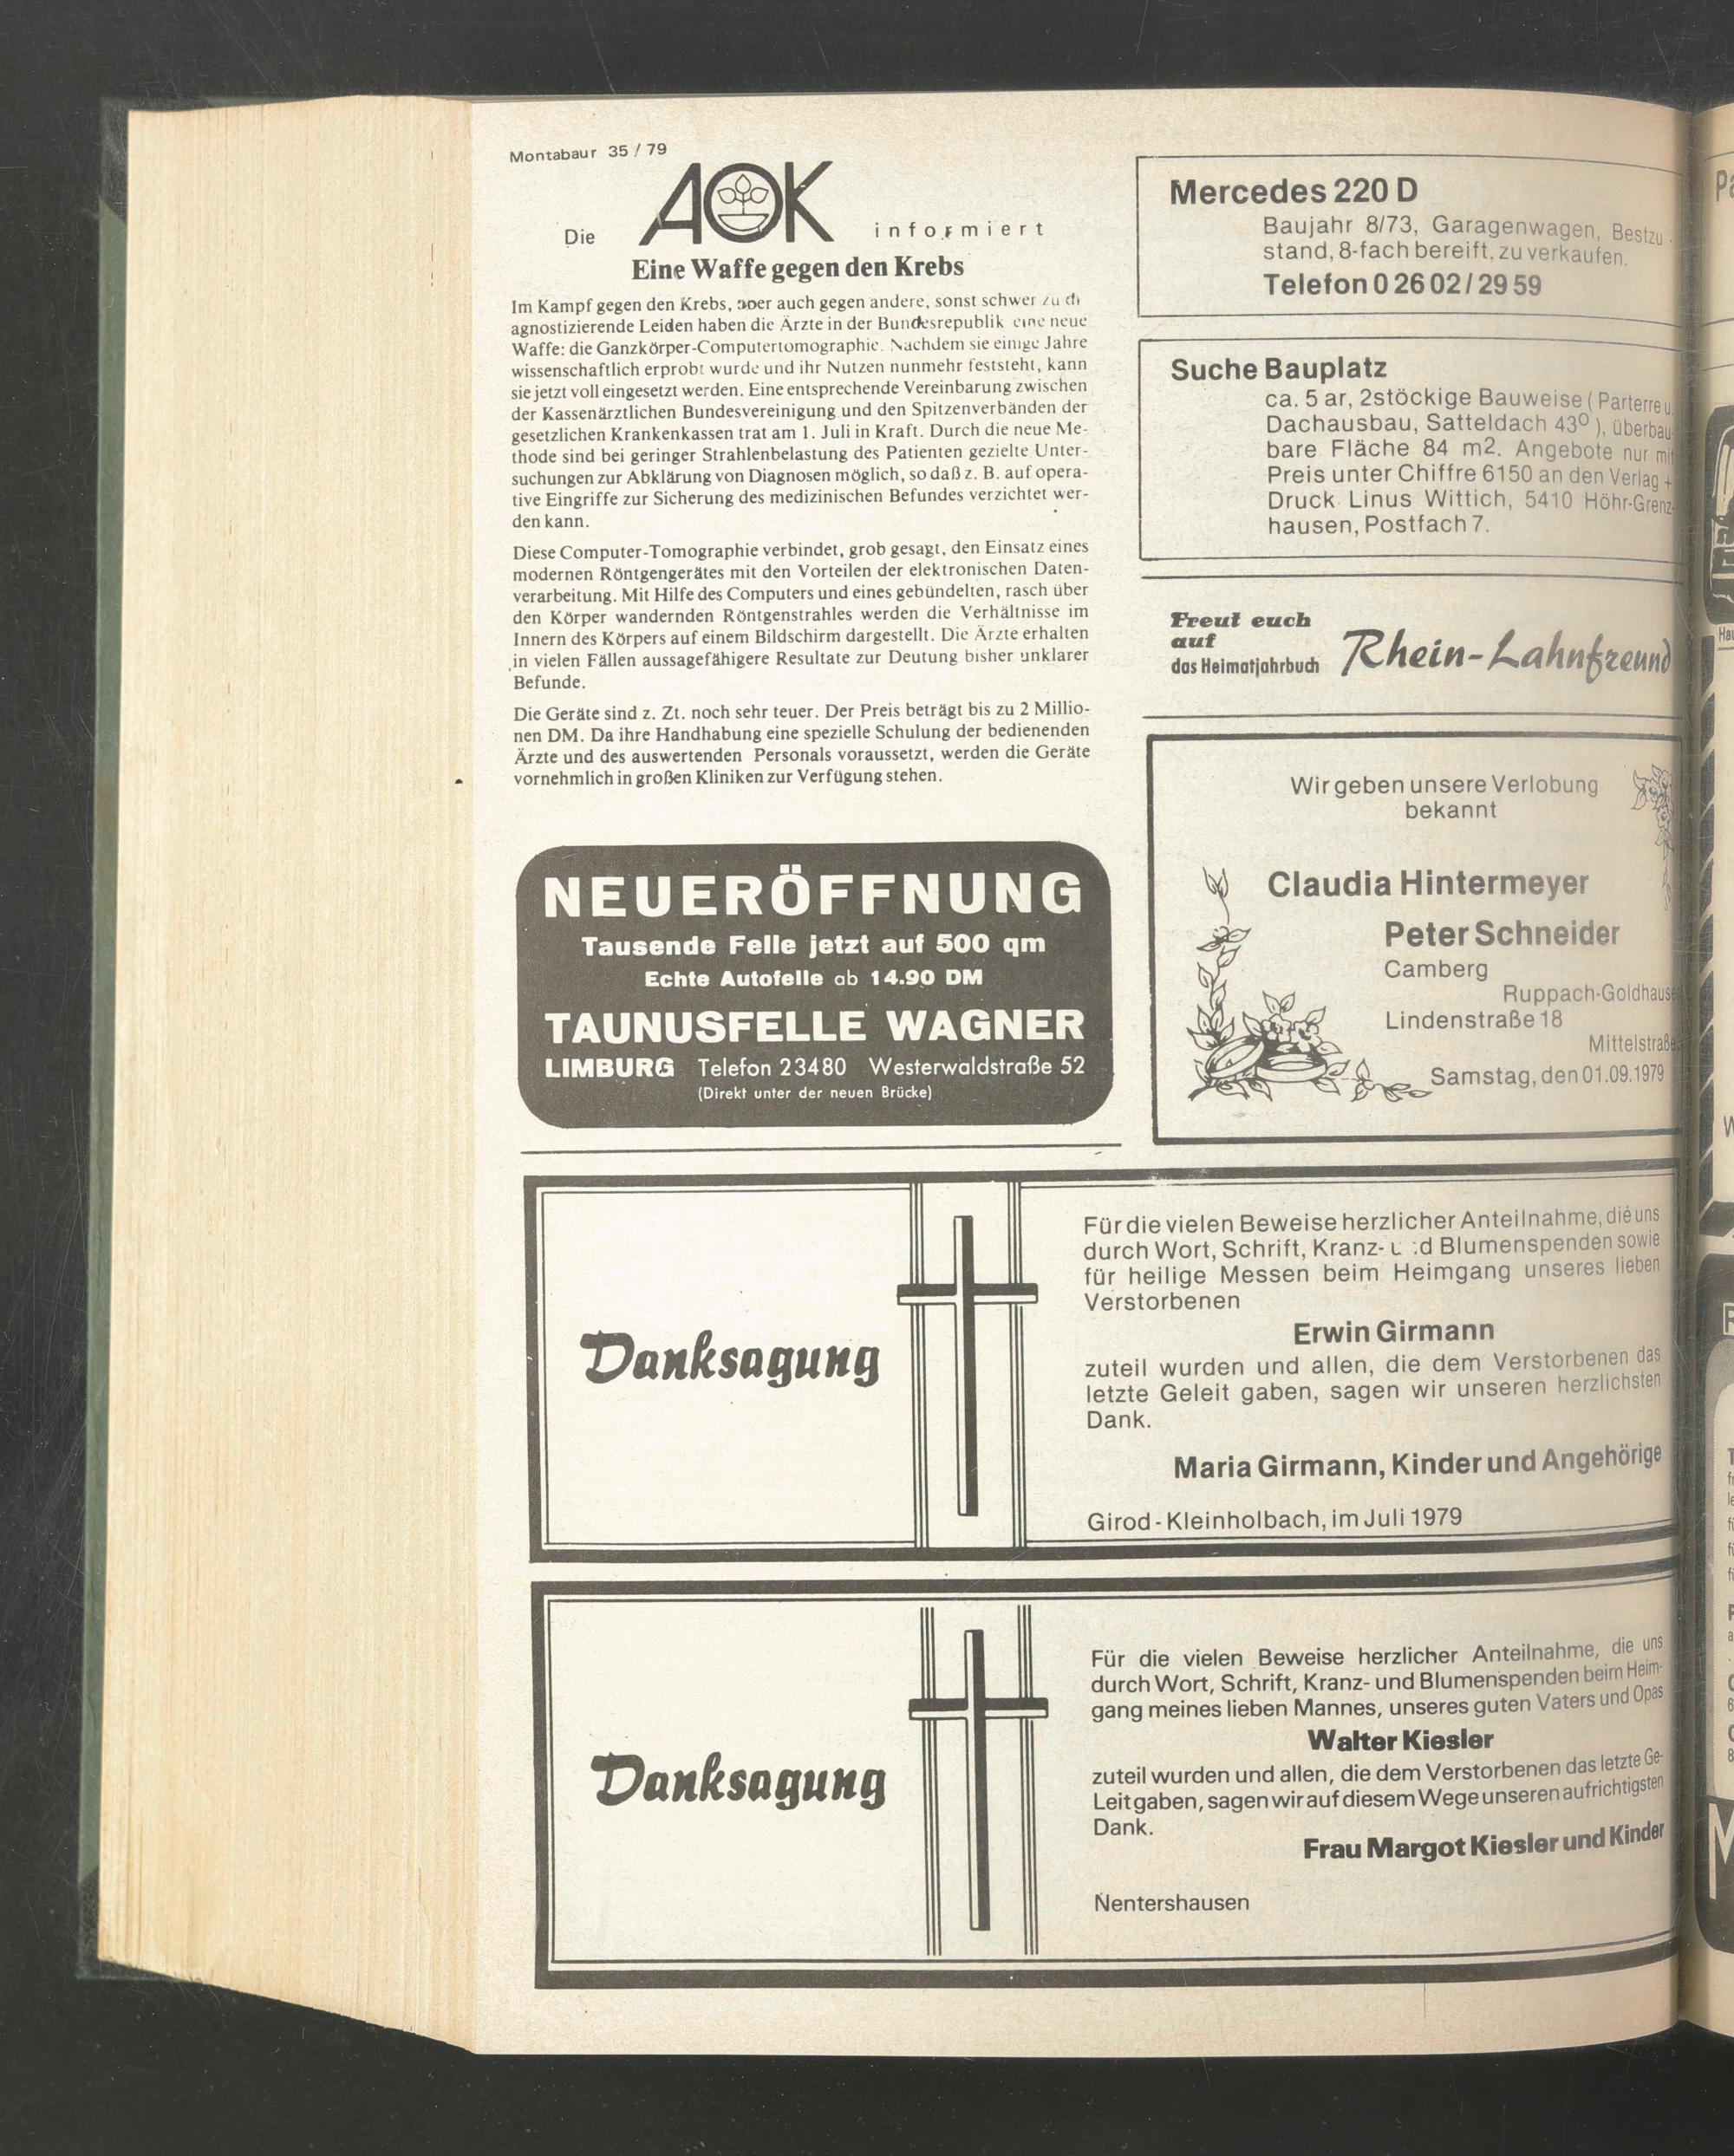 Montabaur 35 / 79
Die AOK informiert
Eine Waffe gegen den Krebs
Im Kampf gegen den Krebs, aber auch gegen andere, sonst schwer zu di
agnostizierende Leiden haben die Ärzte in der Bundesrepublik eine neue
Waffe: die Ganzkörper-Computertomographie. Nachdem sie einige Jahre
wissenschaftlich erprobt wurde und ihr Nutzen nunmehr feststeht, kann
sie jetzt voll eingesetzt werden. Eine entsprechende Vereinbarung zwischen
der Kassenärztlichen Bundesvereinigung und den Spitzenverbänden der
gesetzlichen Krankenkassen trat am 1. Juli in Kraft. Durch die neue Me-
thode sind bei geringer Strahlenbelastung des Patienten gezielte Unter-
suchungen zur Abklärung von Diagnosen möglich, so daß z. B. auf opera-
tive Eingriffe zur Sicherung des medizinischen Befundes verzichtet wer-
den kann.
Diese Computer-Tomographie verbindet, grob gesagt, den Einsatz eines
modernen Röntgengerätes mit den Vorteilen der elektronischen Daten-
verarbeitung. Mit Hilfe des Computers und eines gebündelten, rasch über
den Körper wandernden Röntgenstrahles werden die Verhältnisse im
Innern des Körpers auf einem Bildschirm dargestellt. Die Ärzte erhalten
in vielen Fällen aussagefähigere Resultate zur Deutung bisher unklarer
Befunde.
Die Geräte sind z. Zt. noch sehr teuer. Der Preis beträgt bis zu 2 Millio-
nen DM. Da ihre Handhabung eine spezielle Schulung der bedienenden
Ärzte und des auswertenden Personals voraussetzt, werden die Geräte
vornehmlich in großen Kliniken zur Verfügung stehen.
NEUERÖFFNUNG
Tausende Felle jetzt auf 500 qm
Echte Autofelle ab 14.90 DM
TAUNUSFELLE WAGNER
LIMBURG Telefon 23480 Westerwaldstraße 52
(Direkt unter der neuen Brücke)
Mercedes 220 D
Baujahr 8/73, Garagenwagen, Bestzu-
stand, 8-fach bereift, zu verkaufen.
Telefon 0 26 02 / 29 59
Suche Bauplatz
ca. 5 ar, 2stöckige Bauweise ( Parterre u.
Dachausbau, Satteldach 43º ), überbau-
bare Fläche 84 m2. Angebote nur mit
Preis unter Chiffre 6150 an den Verlag +
Druck Linus Wittich, 5410 Höhr-Grenz-
hausen, Postfach 7.
Freut euch
auf
das Heimatjahrbuch Rhein-Lahnfreund
Wir geben unsere Verlobung
bekannt
Claudia Hintermeyer
Peter Schneider
Camberg
Ruppach-Goldhause
Lindenstraße 18
Mittelstraße
Samstag, den 01.09.1979
Danksagung
Für die vielen Beweise herzlicher Anteilnahme, die uns
durch Wort, Schrift, Kranz- und Blumenspenden sowie
für heilige Messen beim Heimgang unseres lieben
Verstorbenen
Erwin Girmann
zuteil wurden und allen, die dem Verstorbenen das
letzte Geleit gaben, sagen wir unseren herzlichsten
Dank.
Maria Girmann, Kinder und Angehörige
Girod - Kleinholbach, im Juli 1979
Danksagung
Für die vielen Beweise herzlicher Anteilnahme, die uns
durch Wort, Schrift, Kranz- und Blumenspenden beim Heim-
gang meines lieben Mannes, unseres guten Vaters und Opas
Walter Kiesler
zuteil wurden und allen, die dem Verstorbenen das letzte Ge-
Leit gaben, sagen wir auf diesem Wege unseren aufrichtigsten
Dank.
Frau Margot Kiesler und Kinder
Nentershausen